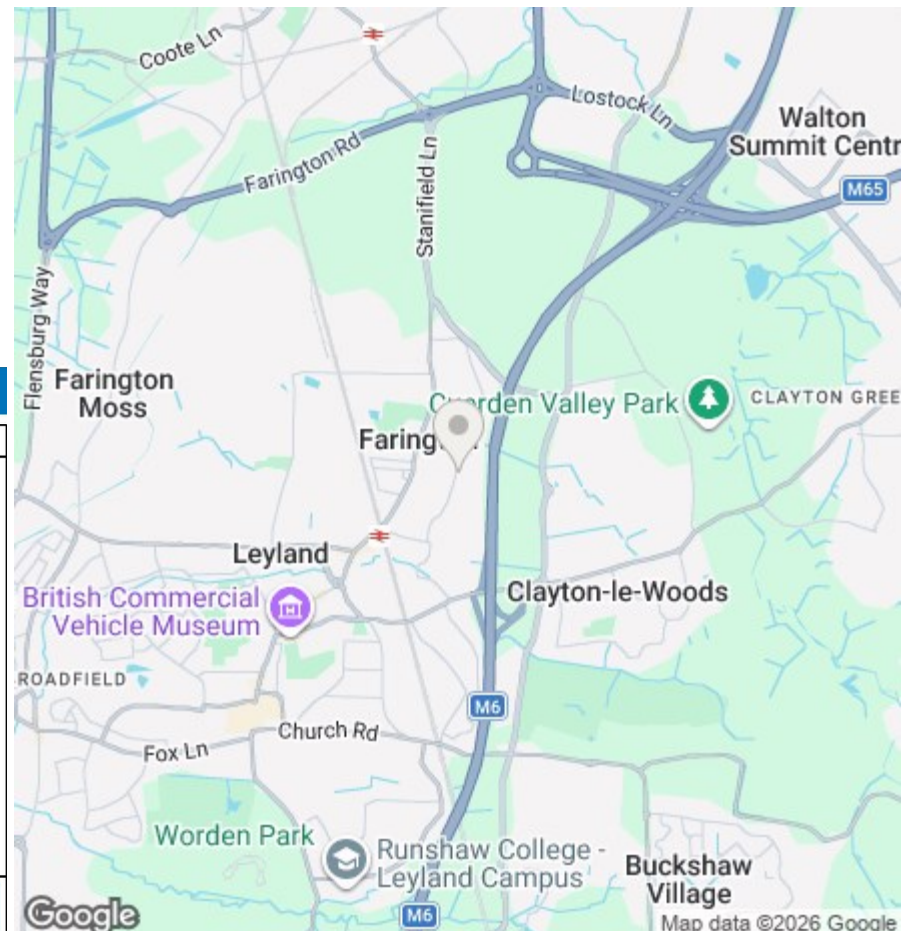 Coote Ln
Lostock Ln
Walton
Summit Centr
Farington Rd
M65
Stanifield Ln
Flensburg Way
Farington
Moss
Cuerden Valley Park
CLAYTON GREE
Leyland
British Commercial
Vehicle Museum
Clayton-le-Woods
ROADFIELD
M6
Church Rd
Fox Ln
Worden Park
Runshaw College -
Leyland Campus
Buckshaw
Village
M6
Google
Map data ©2026 Google